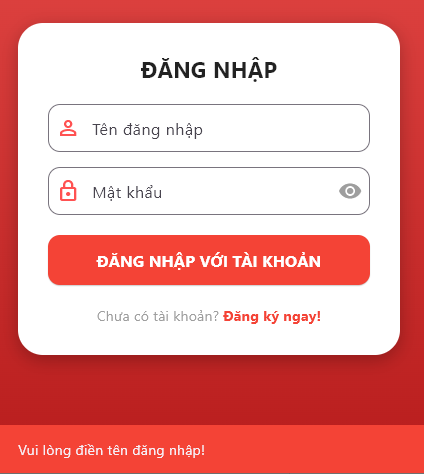 ĐĂNG NHẬP
Tên đăng nhập
Mật khẩu
ĐĂNG NHẬP VỚI TÀI KHOẢN
Chưa có tài khoản? Đăng ký ngay!
Vui lòng điền tên đăng nhập!